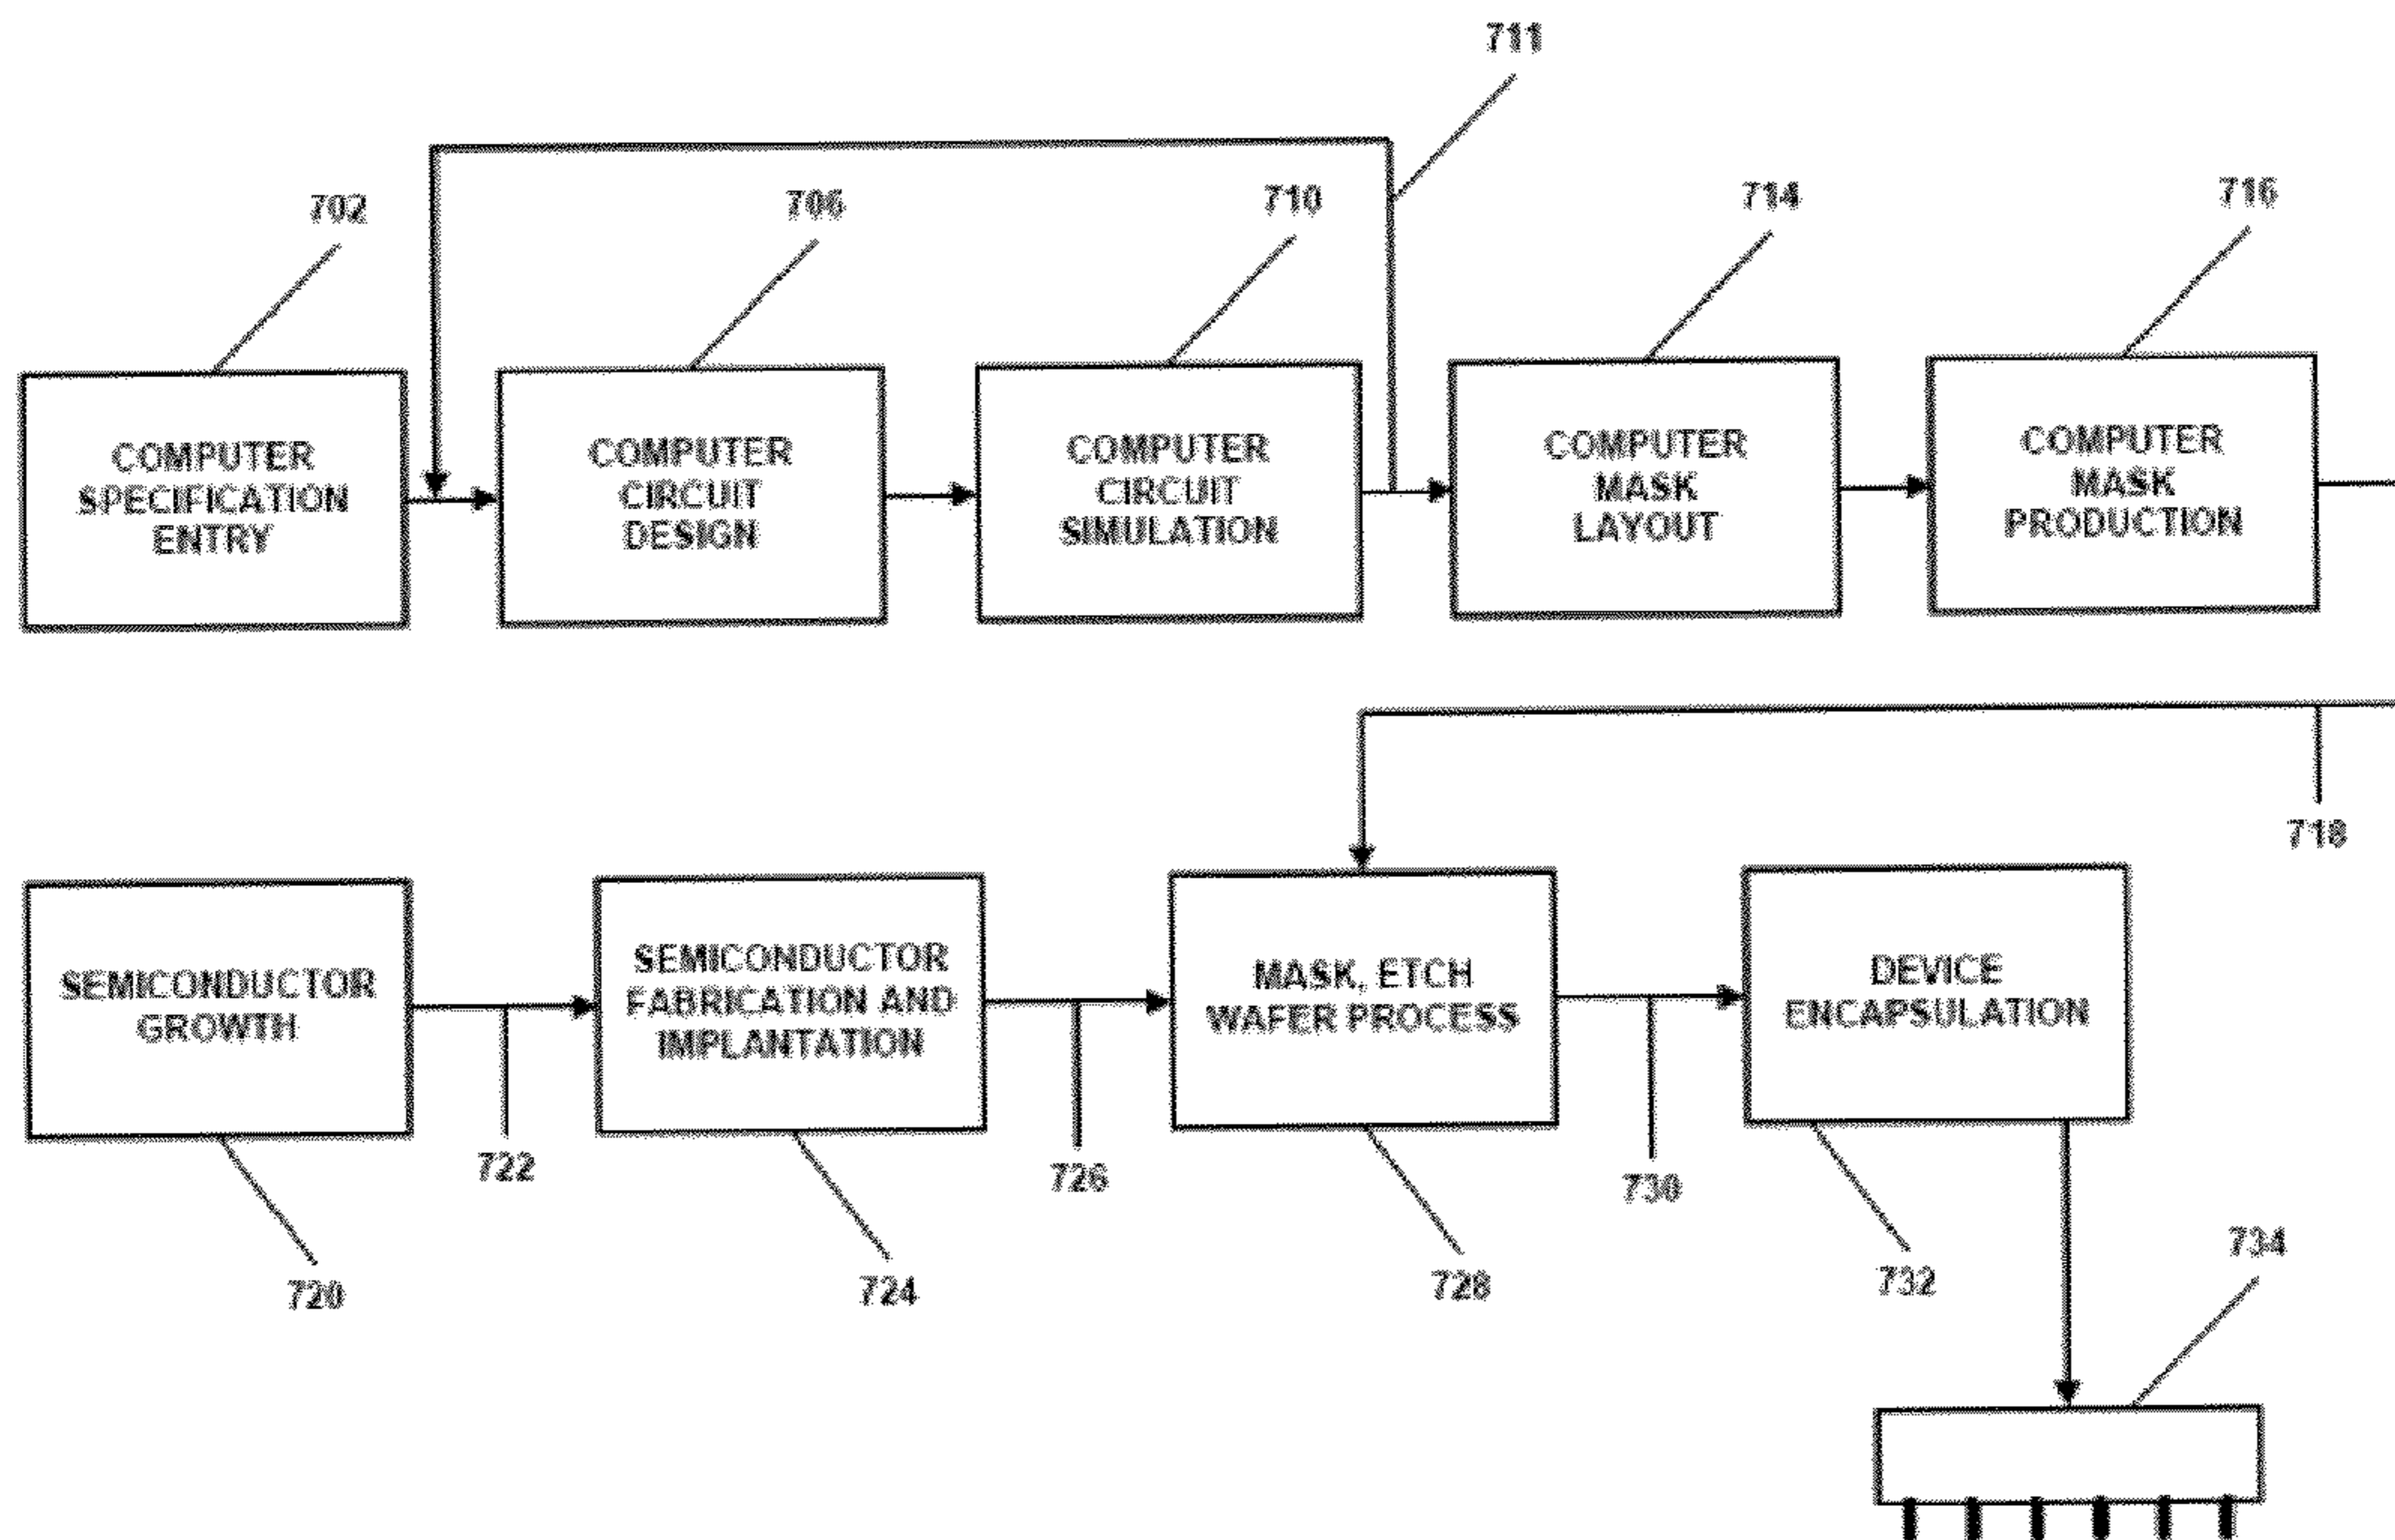 711
702
706
710
714
716
COMPUTER
SPECIFICATION
ENTRY
COMPUTER
CIRCUIT
DESIGN
COMPUTER
CIRCUIT
SIMULATION
COMPUTER
MASK
LAYOUT
COMPUTER
MASK
PRODUCTION
718
SEMICONDUCTOR
GROWTH
SEMICONDUCTOR
FABRICATION AND
IMPLANTATION
MASK, ETCH
WAFER PROCESS
DEVICE
ENCAPSULATION
722
726
730
720
724
728
732
734